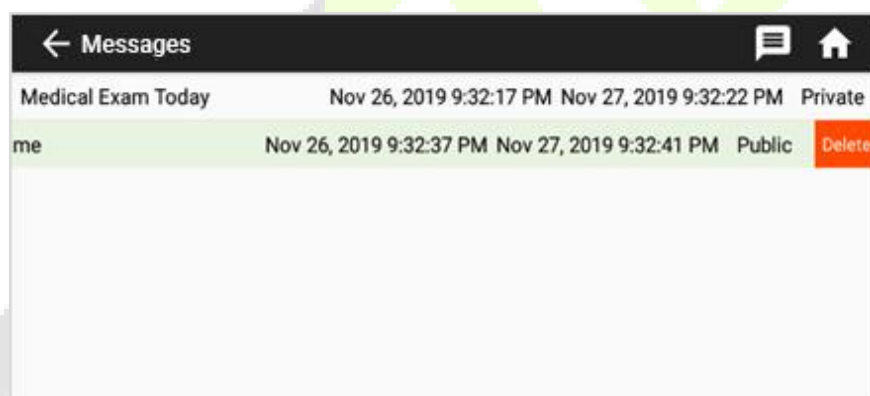 Messages
Medical Exam Today Nov 26, 2019 9:32:17 PM Nov 27, 2019 9:32:22 PM Private
me Nov 26, 2019 9:32:37 PM Nov 27, 2019 9:32:41 PM Public Delete